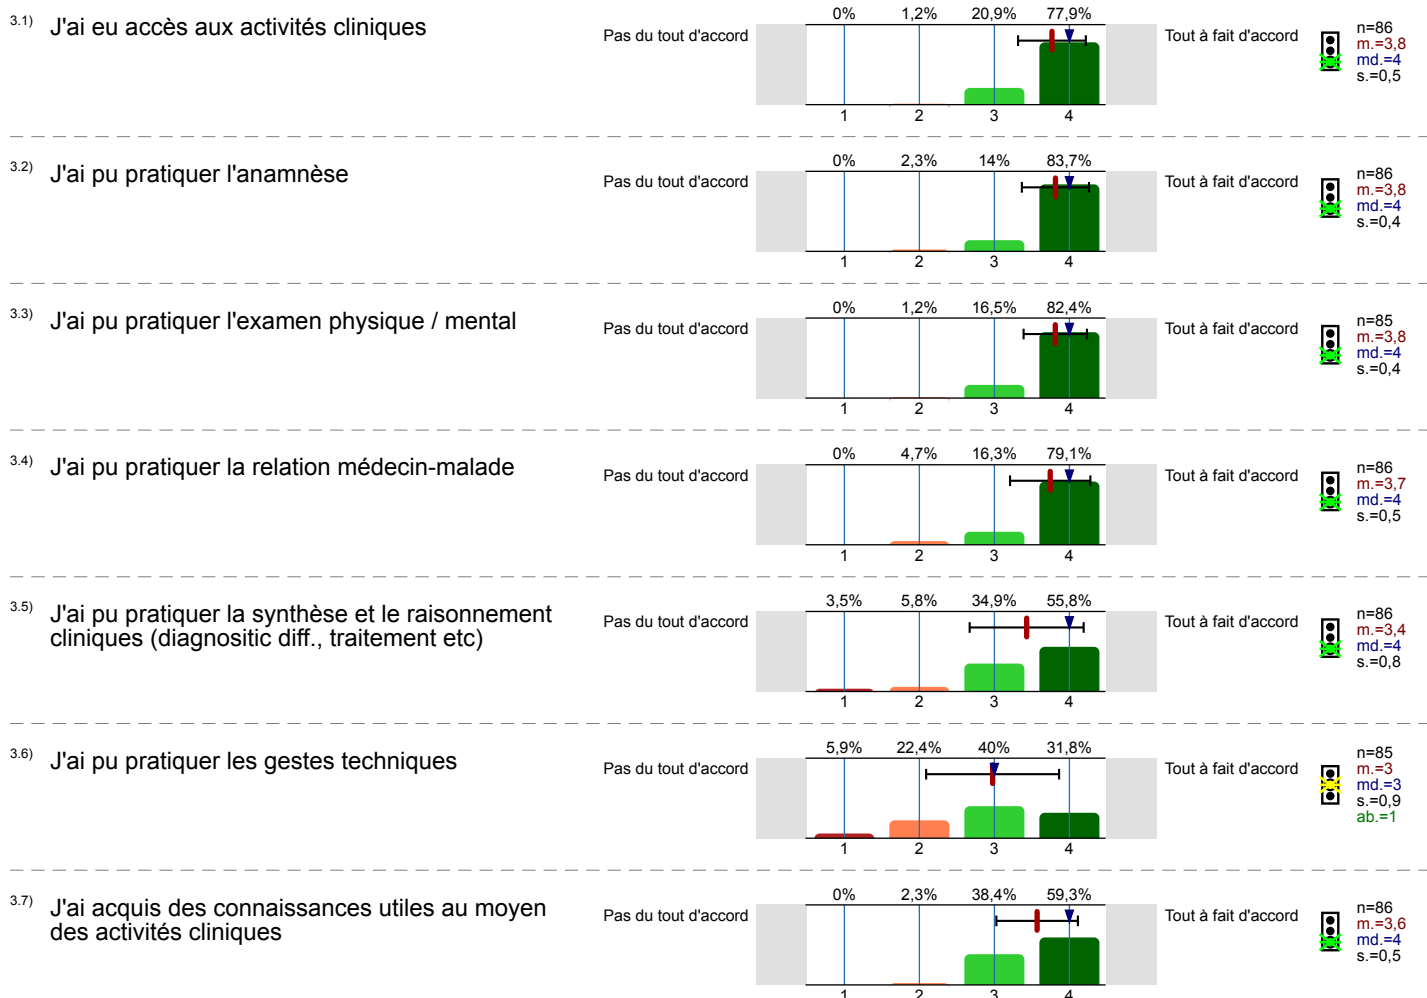 0% 1,2% 20,9% 77,9%
3.1) J'ai eu accès aux activités cliniques
Pas du tout d'accord
Tout à fait d'accord
n=86
m.=3,8
md.=4
s.=0,5
1 2 3 4
0% 2,3% 14% 83,7%
3.2) J'ai pu pratiquer l'anamnèse
Pas du tout d'accord
Tout à fait d'accord
n=86
m.=3,8
md.=4
s.=0,4
1 2 3 4
0% 1,2% 16,5% 82,4%
3.3) J'ai pu pratiquer l'examen physique / mental
Pas du tout d'accord
Tout à fait d'accord
n=85
m.=3,8
md.=4
s.=0,4
1 2 3 4
0% 4,7% 16,3% 79,1%
3.4) J'ai pu pratiquer la relation médecin-malade
Pas du tout d'accord
Tout à fait d'accord
n=86
m.=3,7
md.=4
s.=0,5
1 2 3 4
3,5% 5,8% 34,9% 55,8%
3.5) J'ai pu pratiquer la synthèse et le raisonnement
cliniques (diagnositic diff., traitement etc)
Pas du tout d'accord
Tout à fait d'accord
n=86
m.=3,4
md.=4
s.=0,8
1 2 3 4
5,9% 22,4% 40% 31,8%
3.6) J'ai pu pratiquer les gestes techniques
Pas du tout d'accord
Tout à fait d'accord
n=85
m.=3
md.=3
s.=0,9
ab.=1
1 2 3 4
0% 2,3% 38,4% 59,3%
3.7) J'ai acquis des connaissances utiles au moyen
des activités cliniques
Pas du tout d'accord
Tout à fait d'accord
n=86
m.=3,6
md.=4
s.=0,5
1 2 3 4